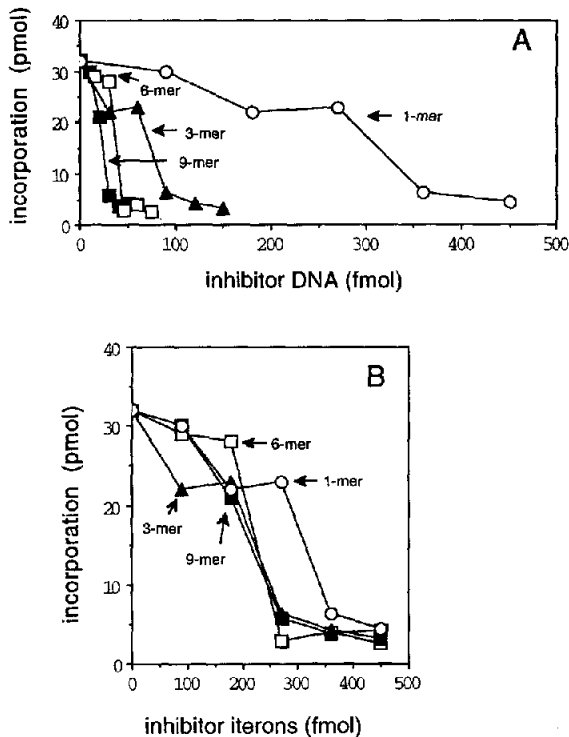 A
40
30
20
10
0
incorporation (pmol)
6-mer
3-mer
9-mer
1-mer
0
100
200
300
400
500
inhibitor DNA (fmol)
B
40
30
20
10
0
incorporation (pmol)
6-mer
1-mer
3-mer
9-mer
0
100
200
300
400
500
inhibitor iterons (fmol)